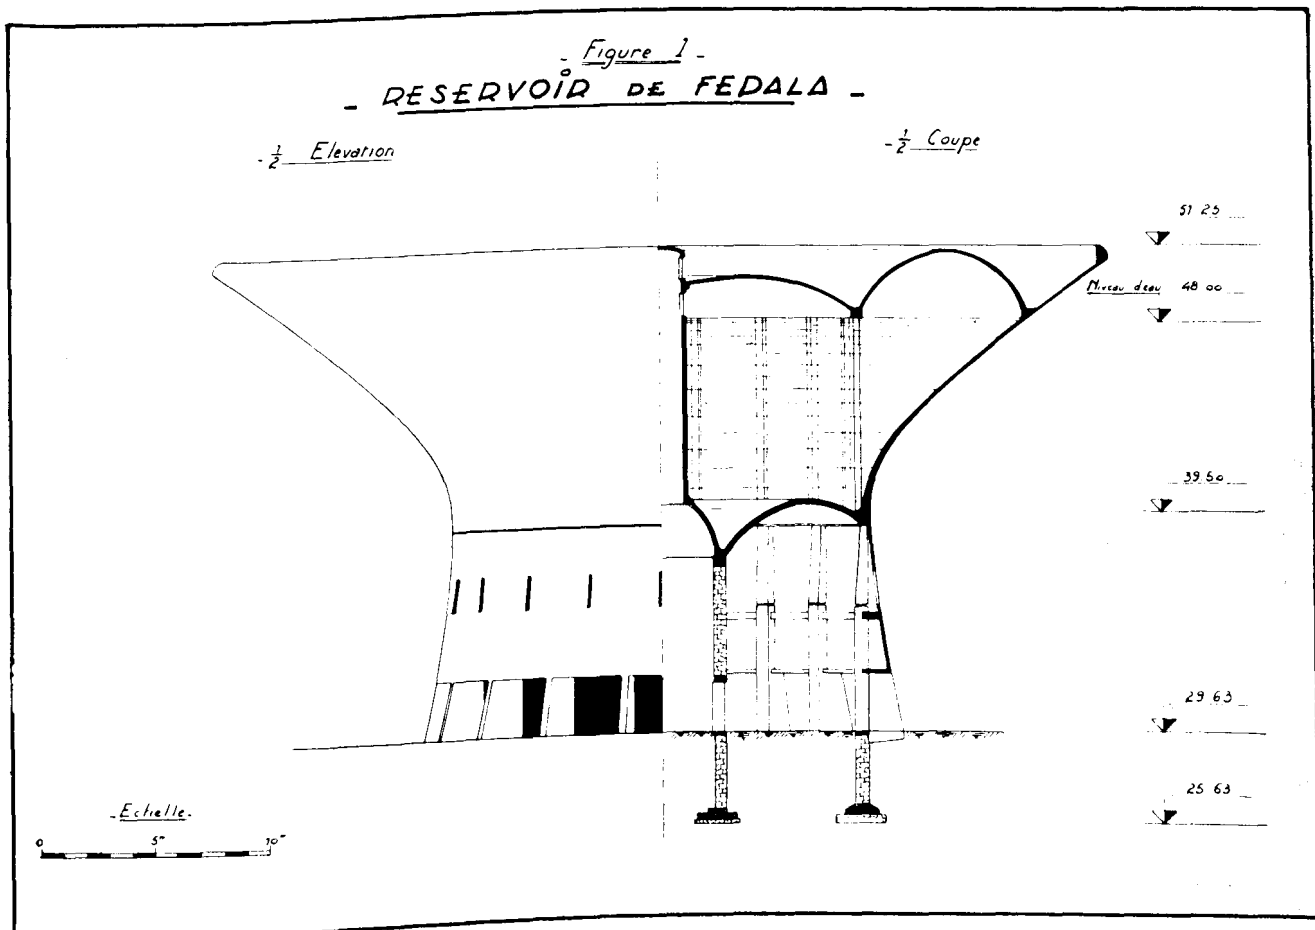 - Figure 1 -
- RESERVOIR DE FEDALA -
- 1/2 Elevation
- 1/2 Coupe
51 25
Niveau d'eau 48 00
39.50
29 63
25 63
- Echelle -
0 5m 10m